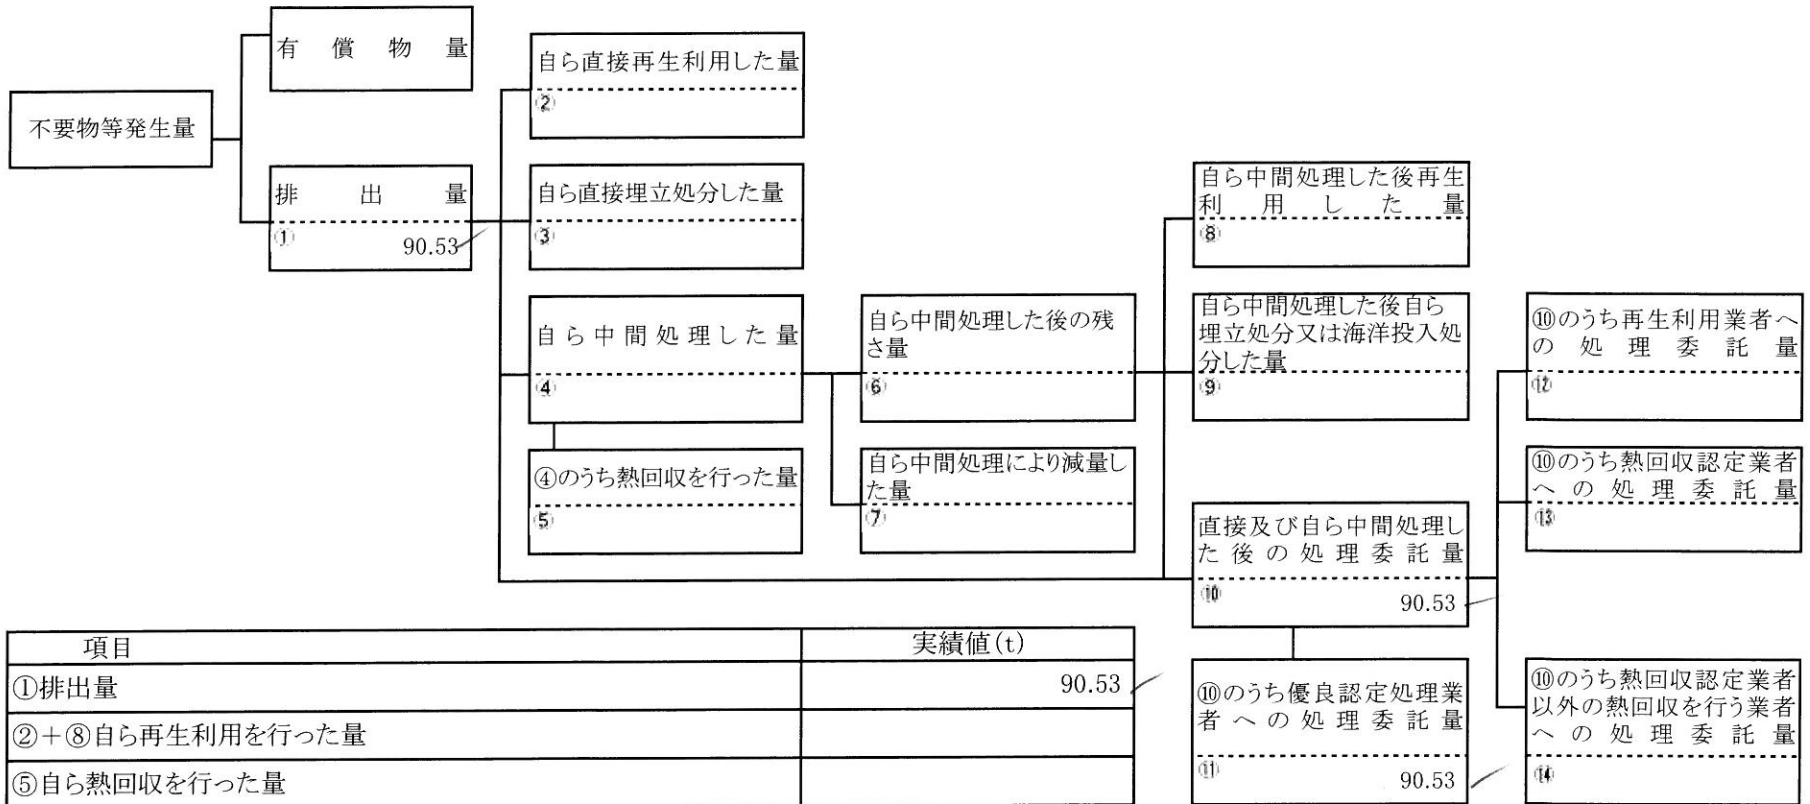 有償物量
不要物等発生量
排出量
①
90.53
自ら直接再生利用した量
②
自ら直接埋立処分した量
③
自ら中間処理した量
④
④のうち熱回収を行った量
⑤
自ら中間処理した後の残
さ量
⑥
自ら中間処理により減量し
た量
⑦
自ら中間処理した後再生
利用した量
⑧
自ら中間処理した後自ら
埋立処分又は海洋投入処
分した量
⑨
直接及び自ら中間処理し
た後の処理委託量
⑩
90.53
⑩のうち優良認定処理業
者への処理委託量
⑪
90.53
⑩のうち再生利用業者へ
の処理委託量
⑫
⑩のうち熱回収認定業者
への処理委託量
⑬
⑩のうち熱回収認定業者
以外の熱回収を行う業者
への処理委託量
⑭
項目 実績値(t)
①排出量 90.53
②+⑧自ら再生利用を行った量
⑤自ら熱回収を行った量